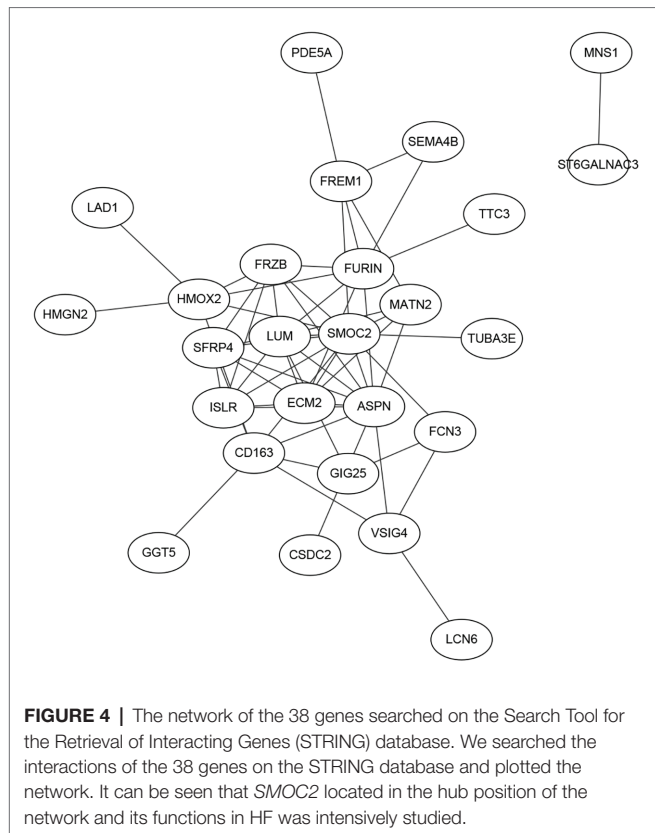 PDE5A
MNS1
SEMA4B
ST6GALNAC3
FREM1
LAD1
TTC3
FRZB
FURIN
HMOX2
MATN2
HMGN2
LUM
SMOC2
TUBA3E
SFRP4
ISLR
ECM2
ASPN
FCN3
CD163
GIG25
VSIG4
GGT5
CSDC2
LCN6
FIGURE 4 | The network of the 38 genes searched on the Search Tool for
the Retrieval of Interacting Genes (STRING) database. We searched the
interactions of the 38 genes on the STRING database and plotted the
network. It can be seen that SMOC2 located in the hub position of the
network and its functions in HF was intensively studied.